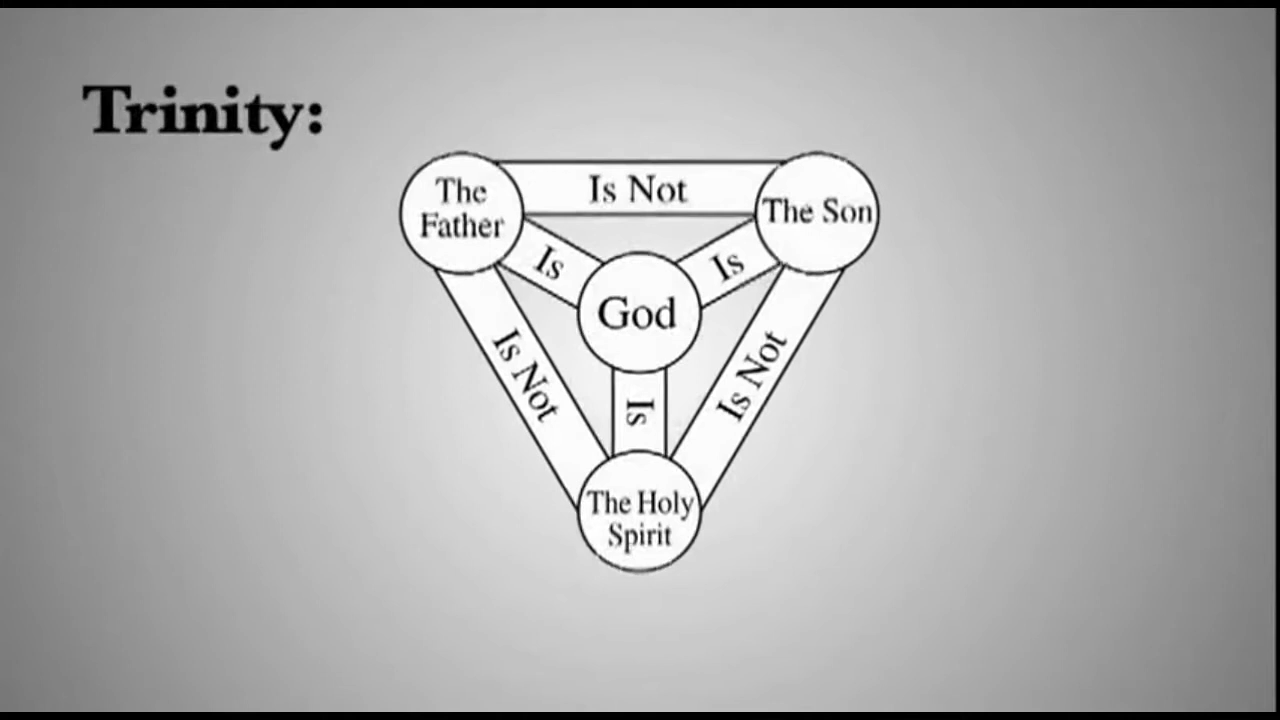 Trinity:
The
Father
Is Not
The Son
Is
Is
God
Is Not
Is
Is Not
The Holy
Spirit